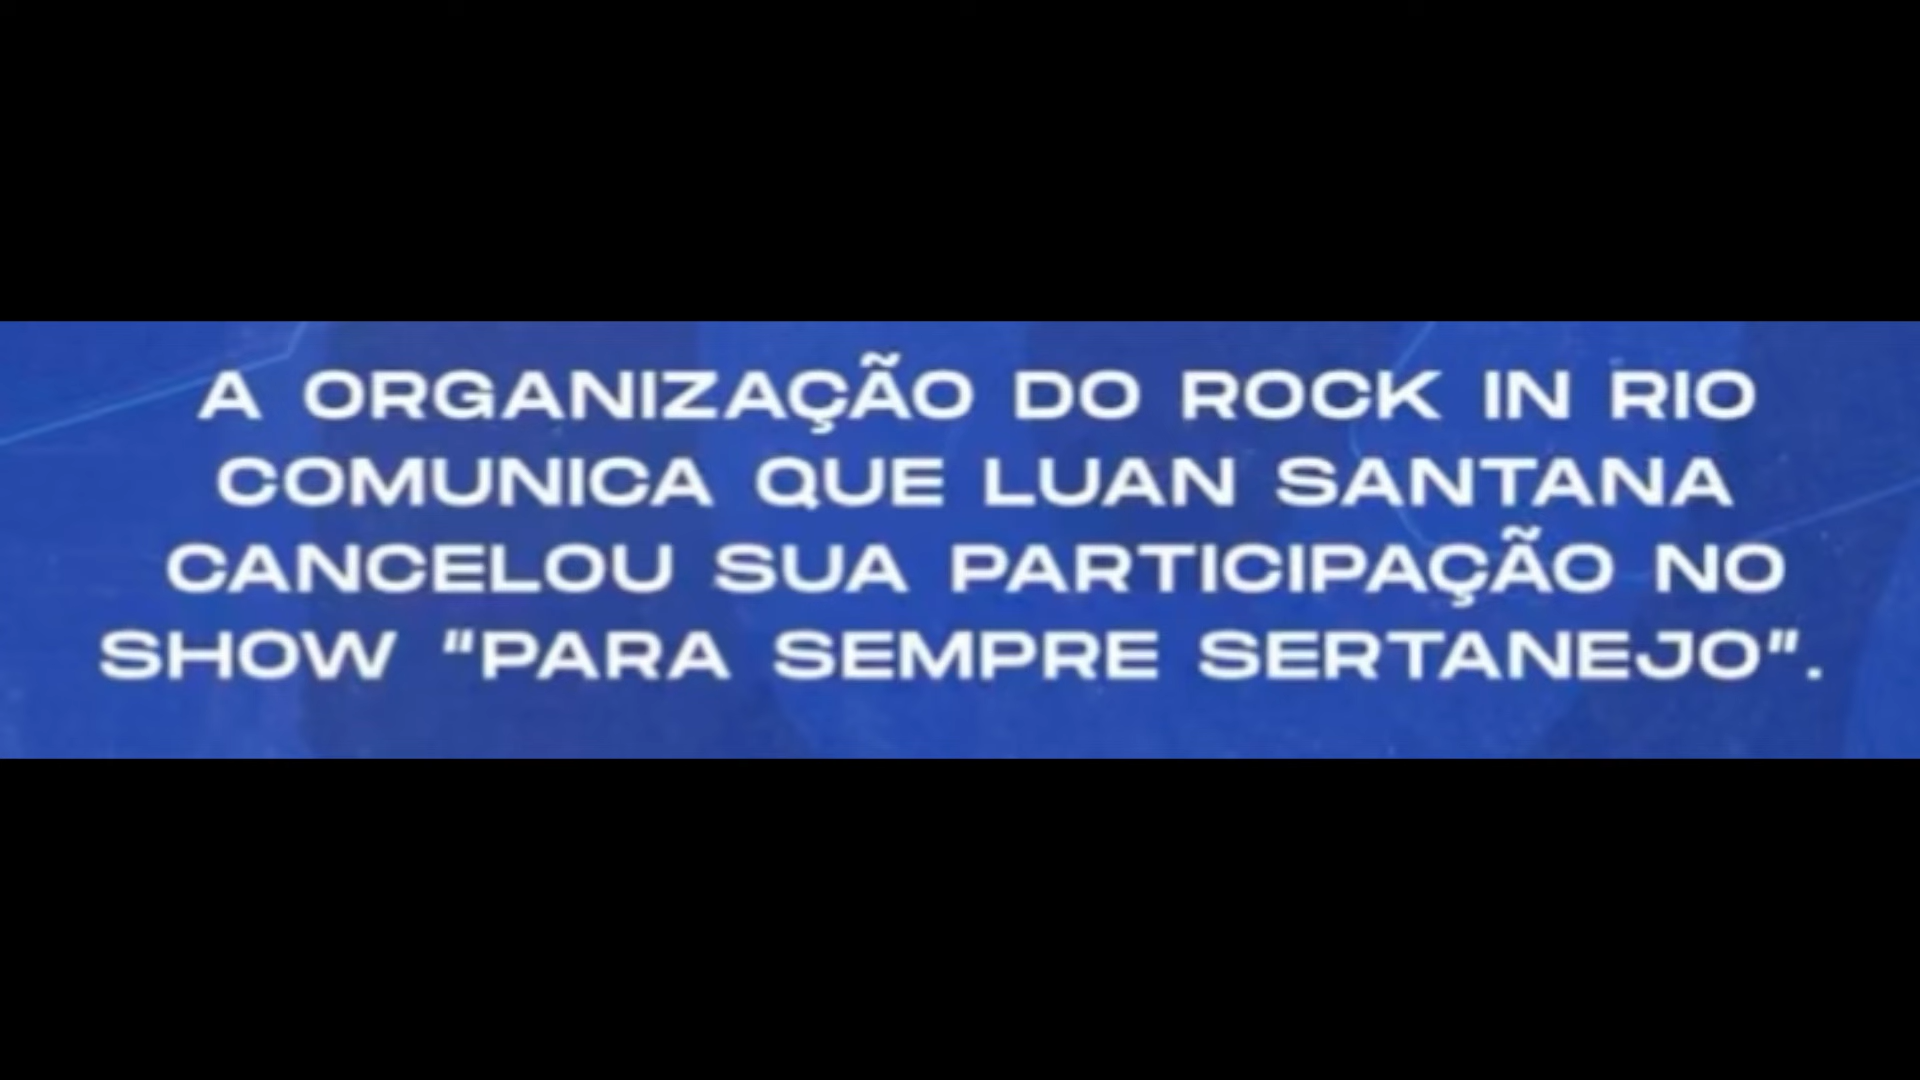 A ORGANIZAÇÃO DO ROCK IN RIO
COMUNICA QUE LUAN SANTANA
CANCELOU SUA PARTICIPAÇÃO NO
SHOW "PARA SEMPRE SERTANEJO".